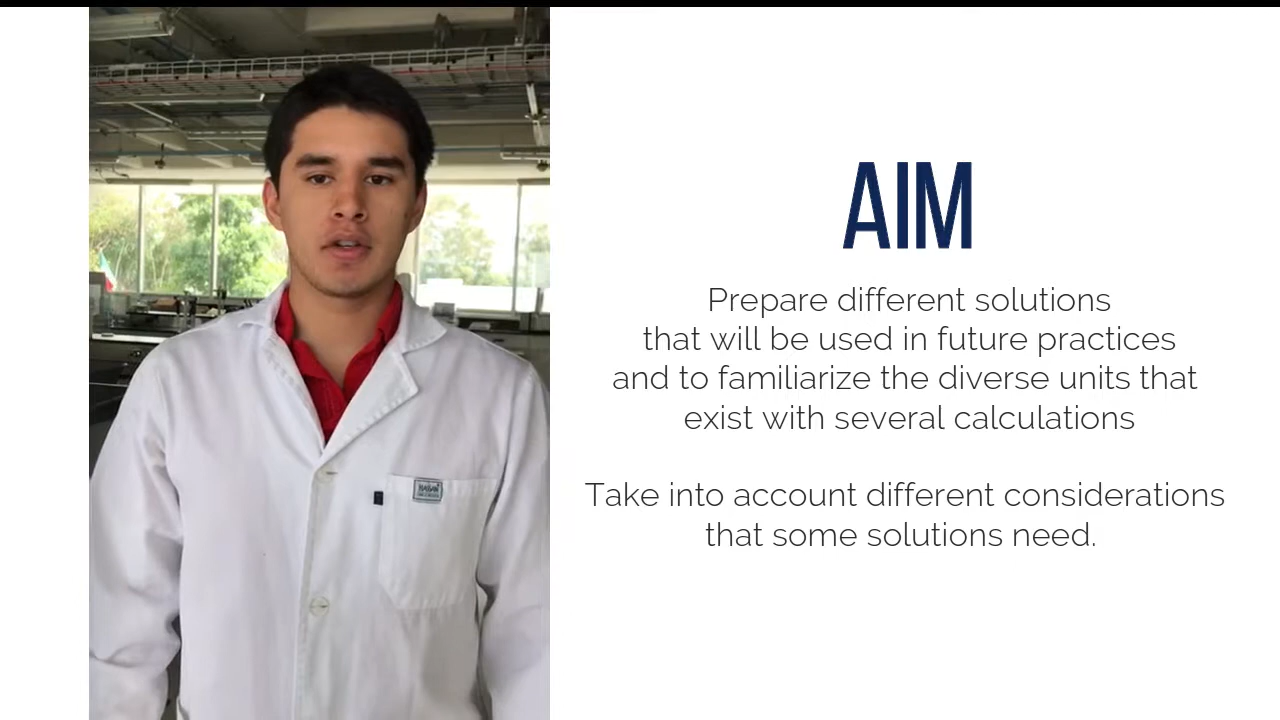 AIM
Prepare different solutions
that will be used in future practices
and to familiarize the diverse units that
exist with several calculations
Take into account different considerations
that some solutions need.